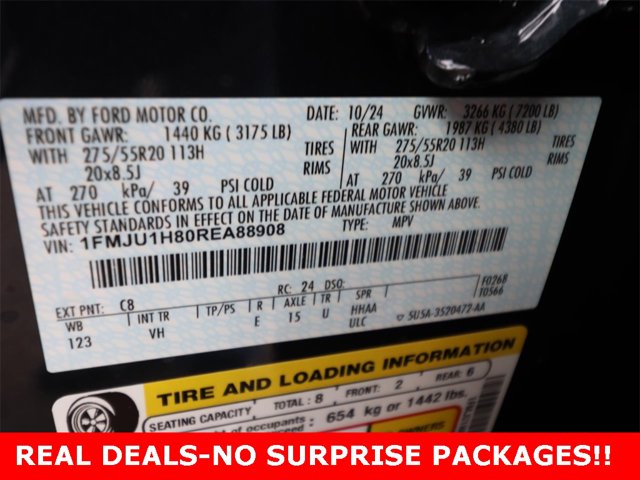 MFD. BY FORD MOTOR CO. DATE: 10/24 GVWR: 3266 KG ( 7200 LB)
FRONT GAWR: 1440 KG ( 3175 LB) REAR GAWR: 1987 KG ( 4380 LB)
WITH 275/55R20 113H TIRES WITH 275/55R20 113H TIRES
20x8.5J RIMS 20x8.5J RIMS
AT 270 kPa/ 39 PSI COLD AT 270 kPa/ 39 PSI COLD
THIS VEHICLE CONFORMS TO ALL APPLICABLE FEDERAL MOTOR VEHICLE
SAFETY STANDARDS IN EFFECT ON THE DATE OF MANUFACTURE SHOWN ABOVE.
VIN: 1FMJU1H80REA88908 TYPE: MPV
EXT PNT: C8 RC: 24 DSO: F0268
WB INT TR TP/PS R AXLE TR SPR T0566
123 VH E 15 U HHAA
ULC 5U5A-3520472-AA
TIRE AND LOADING INFORMATION
SEATING CAPACITY TOTAL: 8 FRONT: 2 REAR: 6
of occupants: 654 kg or 1442 lbs.
OWNERS
REAL DEALS-NO SURPRISE PACKAGES!!